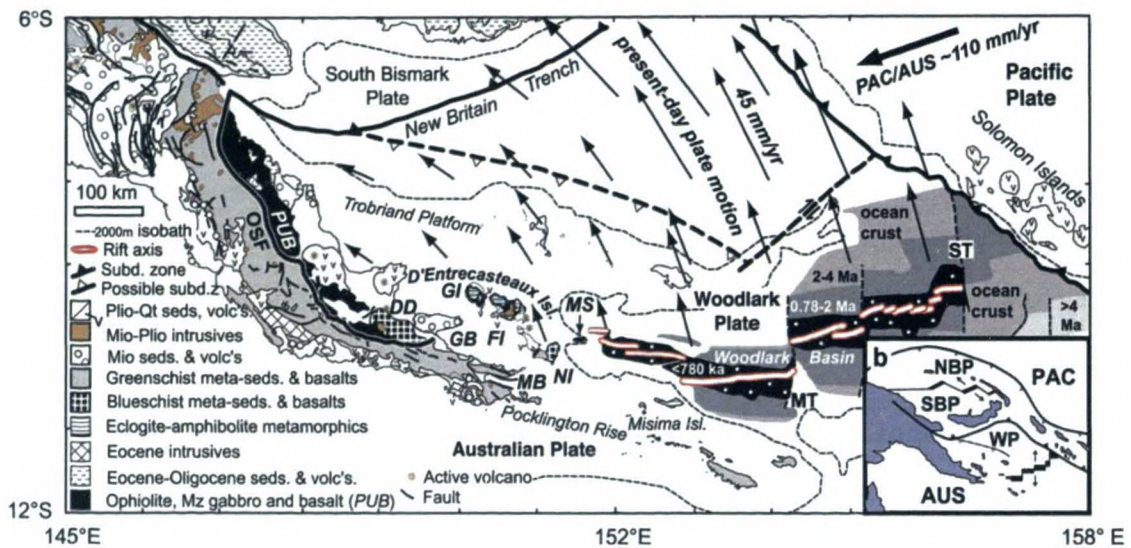 6°S
12°S
145°E
152°E
158° E
South Bismark
Plate
New Britain
Trench
present-day plate motion
45 mm/yr
PAC/AUS ~110 mm/yr
Pacific
Plate
Solomon Islands
Trobriand Platform
OSF
PUB
D'Entrecasteaux Isl.
GI
DD
GB
FI
MS
NI
MB
Woodlark
Plate
ocean
crust
ST
2-4 Ma
0.78-2 Ma
ocean
crust
>4
Ma
Woodlark
Basin
<780 ka
MT
Pocklington Rise
Misima Isl.
Australian Plate
100 km
2000m isobath
Rift axis
Subd. zone
Possible subd.z
Plio-Qt seds, volc's.
v
Mio-Plio intrusives
Mio seds. & volc's
Greenschist meta-seds. & basalts
Blueschist meta-seds. & basalts
Eclogite-amphibolite metamorphics
Eocene intrusives
Eocene-Oligocene seds. & volc's.
Ophiolite, Mz gabbro and basalt (PUB)
Active volcano
Fault
b
NBP
PAC
SBP
WP
AUS